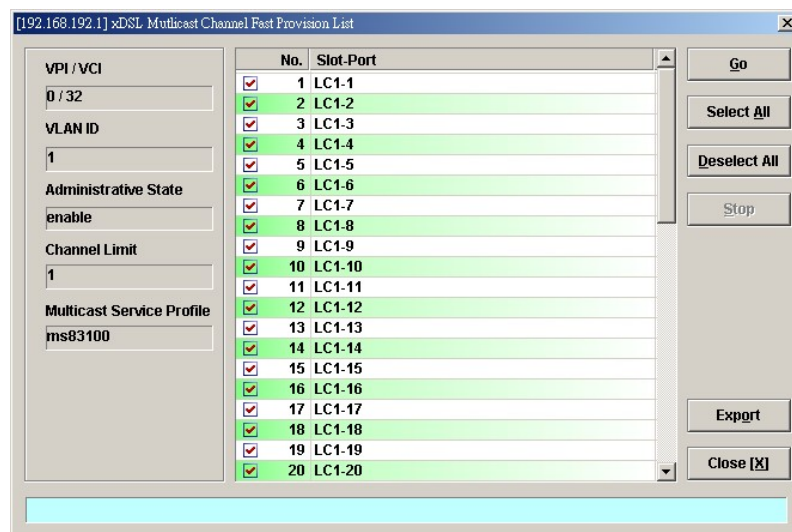 [192.168.192.1] xDSL Mutlicast Channel Fast Provision List
VPI / VCI
0 / 32
VLAN ID
1
Administrative State
enable
Channel Limit
1
Multicast Service Profile
ms83100
No. Slot-Port
1 LC1-1
2 LC1-2
3 LC1-3
4 LC1-4
5 LC1-5
6 LC1-6
7 LC1-7
8 LC1-8
9 LC1-9
10 LC1-10
11 LC1-11
12 LC1-12
13 LC1-13
14 LC1-14
15 LC1-15
16 LC1-16
17 LC1-17
18 LC1-18
19 LC1-19
20 LC1-20
Go
Select All
Deselect All
Stop
Export
Close [X]